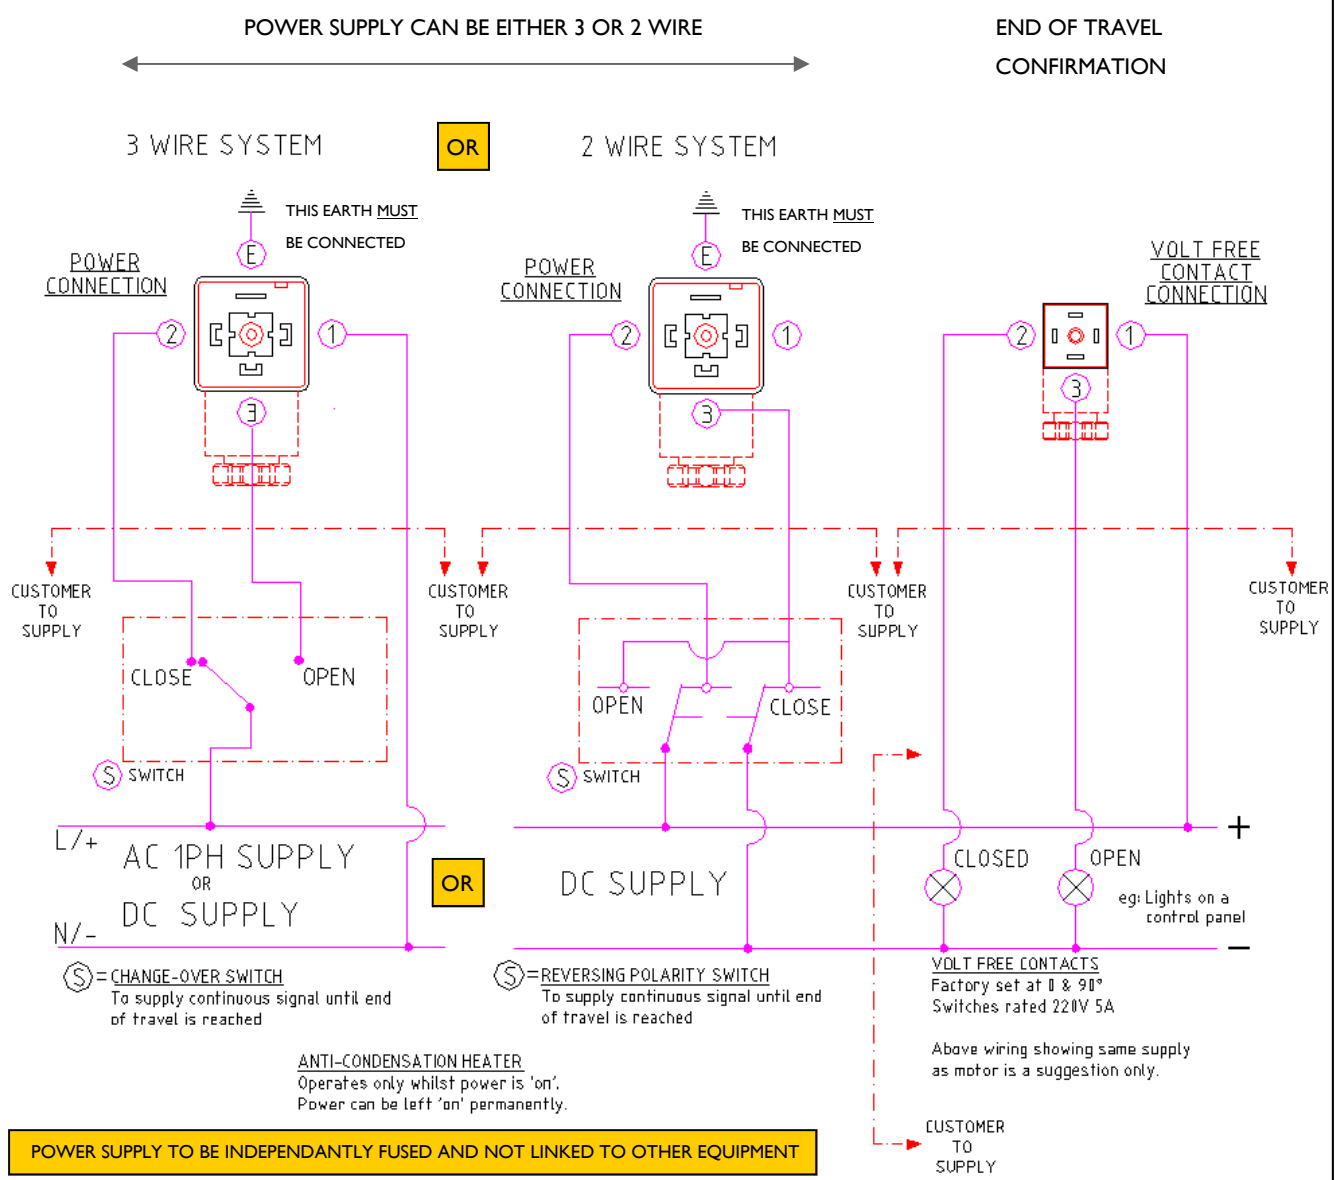 POWER SUPPLY CAN BE EITHER 3 OR 2 WIRE
END OF TRAVEL
CONFIRMATION
3 WIRE SYSTEM
OR
2 WIRE SYSTEM
THIS EARTH MUST
BE CONNECTED
THIS EARTH MUST
BE CONNECTED
E
E
POWER
CONNECTION
POWER
CONNECTION
VOLT FREE
CONTACT
CONNECTION
2
1
2
1
2
1
3
3
3
CUSTOMER
TO
SUPPLY
CUSTOMER
TO
SUPPLY
CUSTOMER
TO
SUPPLY
CUSTOMER
TO
SUPPLY
CLOSE
OPEN
OPEN
CLOSE
S SWITCH
S SWITCH
L/+
AC 1PH SUPPLY
OR
DC SUPPLY
N/-
OR
DC SUPPLY
+
CLOSED
OPEN
eg: Lights on a
control panel
−
S = CHANGE-OVER SWITCH
To supply continuous signal until end
of travel is reached
S = REVERSING POLARITY SWITCH
To supply continuous signal until end
of travel is reached
VOLT FREE CONTACTS
Factory set at 0 & 90°
Switches rated 220V 5A
Above wiring showing same supply
as motor is a suggestion only.
ANTI-CONDENSATION HEATER
Operates only whilst power is 'on'.
Power can be left 'on' permanently.
CUSTOMER
TO
SUPPLY
POWER SUPPLY TO BE INDEPENDANTLY FUSED AND NOT LINKED TO OTHER EQUIPMENT